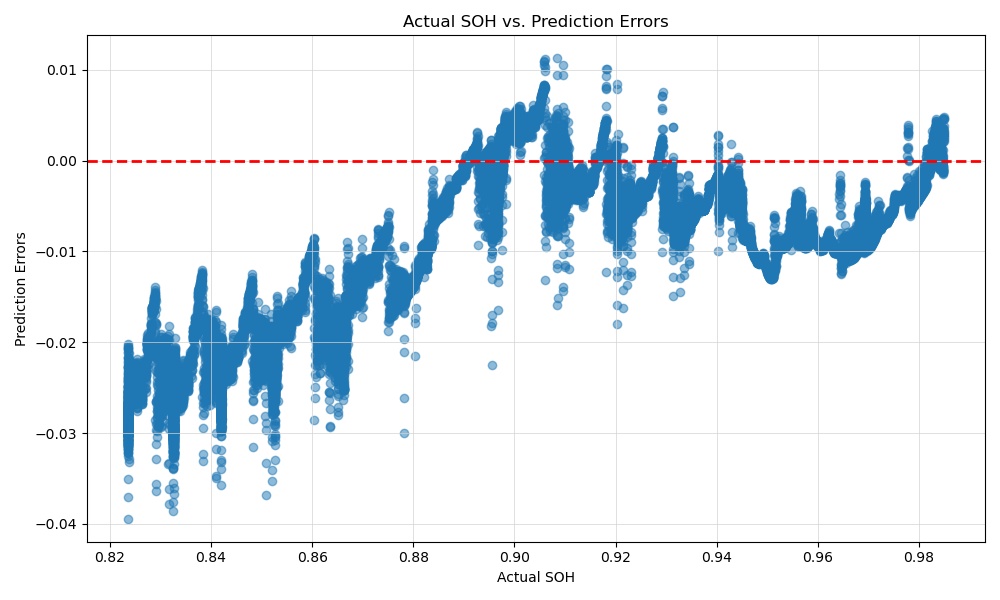 Actual SOH vs. Prediction Errors
Prediction Errors
0.01
0.00
−0.01
−0.02
−0.03
−0.04
0.82 0.84 0.86 0.88 0.90 0.92 0.94 0.96 0.98
Actual SOH